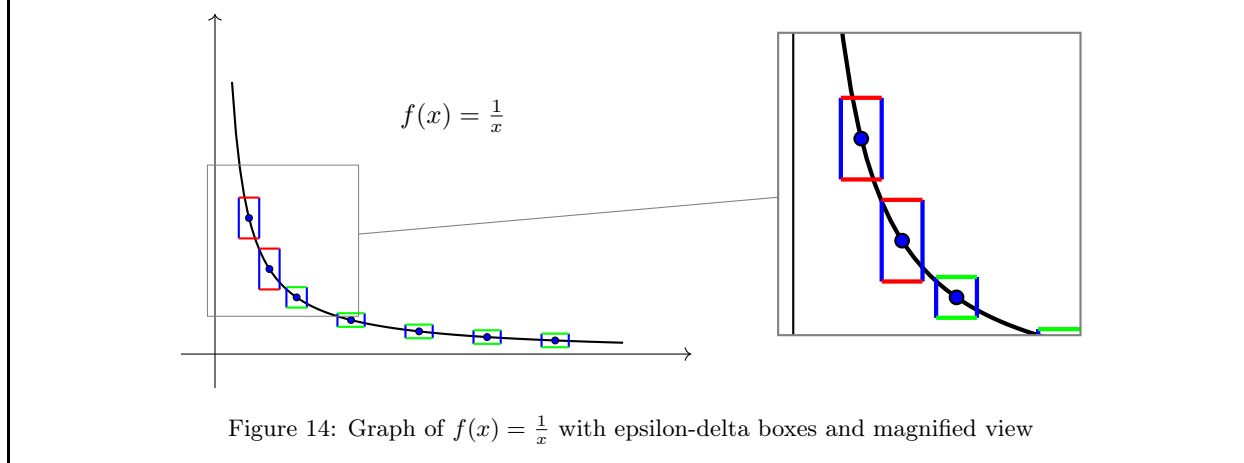 f(x) = 1/x
Figure 14: Graph of f(x) = 1/x with epsilon-delta boxes and magnified view